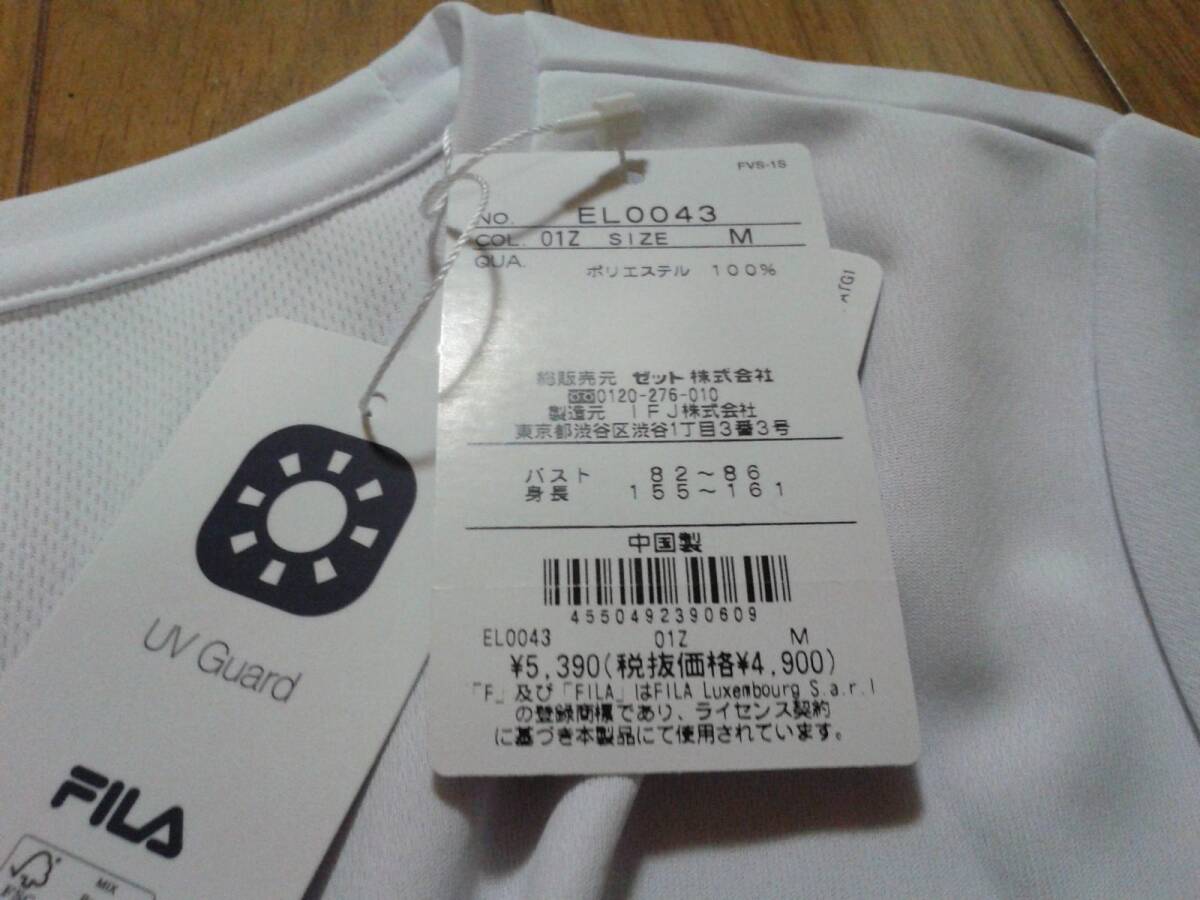 FVS-1S
NO. EL0043
COL. 01Z SIZE M
QUA. ポリエステル 100%
総販売元 ゼット株式会社
0120-276-010
製造元 IFJ株式会社
東京都渋谷区渋谷1丁目3番3号
バスト 82～86
身長 155～161
中国製
4550492390609
EL0043 01Z M
¥5,390(税抜価格¥4,900)
「F」及び「FILA」はFILA Luxembourg S.a.r.l
の登録商標であり、ライセンス契約
に基づき本製品にて使用されています。
UV Guard
FILA
FSC
MIX